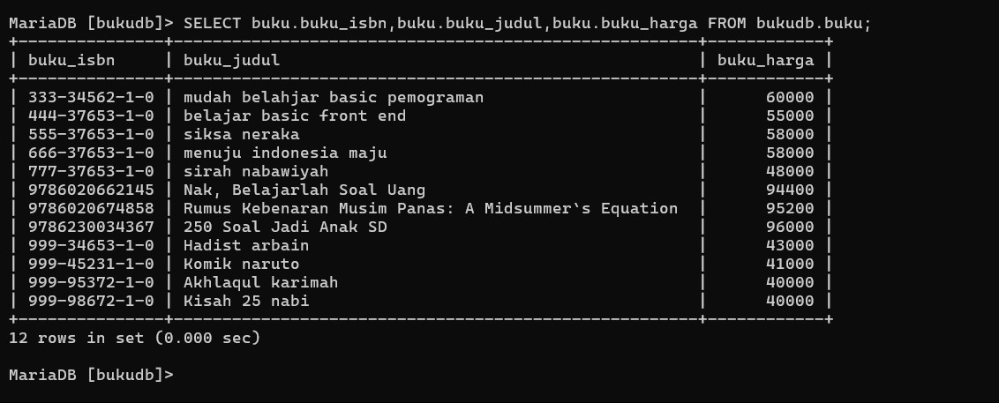 MariaDB [bukudb]> SELECT buku.buku_isbn,buku.buku_judul,buku.buku_harga FROM bukudb.buku;
+---------------+------------------------------------------------------+------------+
| buku_isbn     | buku_judul                                           | buku_harga |
+---------------+------------------------------------------------------+------------+
| 333-34562-1-0 | mudah belahjar basic pemograman                      |      60000 |
| 444-37653-1-0 | belajar basic front end                              |      55000 |
| 555-37653-1-0 | siksa neraka                                         |      58000 |
| 666-37653-1-0 | menuju indonesia maju                                |      58000 |
| 777-37653-1-0 | sirah nabawiyah                                      |      48000 |
| 9786020662145 | Nak, Belajarlah Soal Uang                            |      94400 |
| 9786020674858 | Rumus Kebenaran Musim Panas: A Midsummer`s Equation  |      95200 |
| 9786230034367 | 250 Soal Jadi Anak SD                                |      96000 |
| 999-34653-1-0 | Hadist arbain                                        |      43000 |
| 999-45231-1-0 | Komik naruto                                         |      41000 |
| 999-95372-1-0 | Akhlaqul karimah                                     |      40000 |
| 999-98672-1-0 | Kisah 25 nabi                                        |      40000 |
+---------------+------------------------------------------------------+------------+
12 rows in set (0.000 sec)
MariaDB [bukudb]>